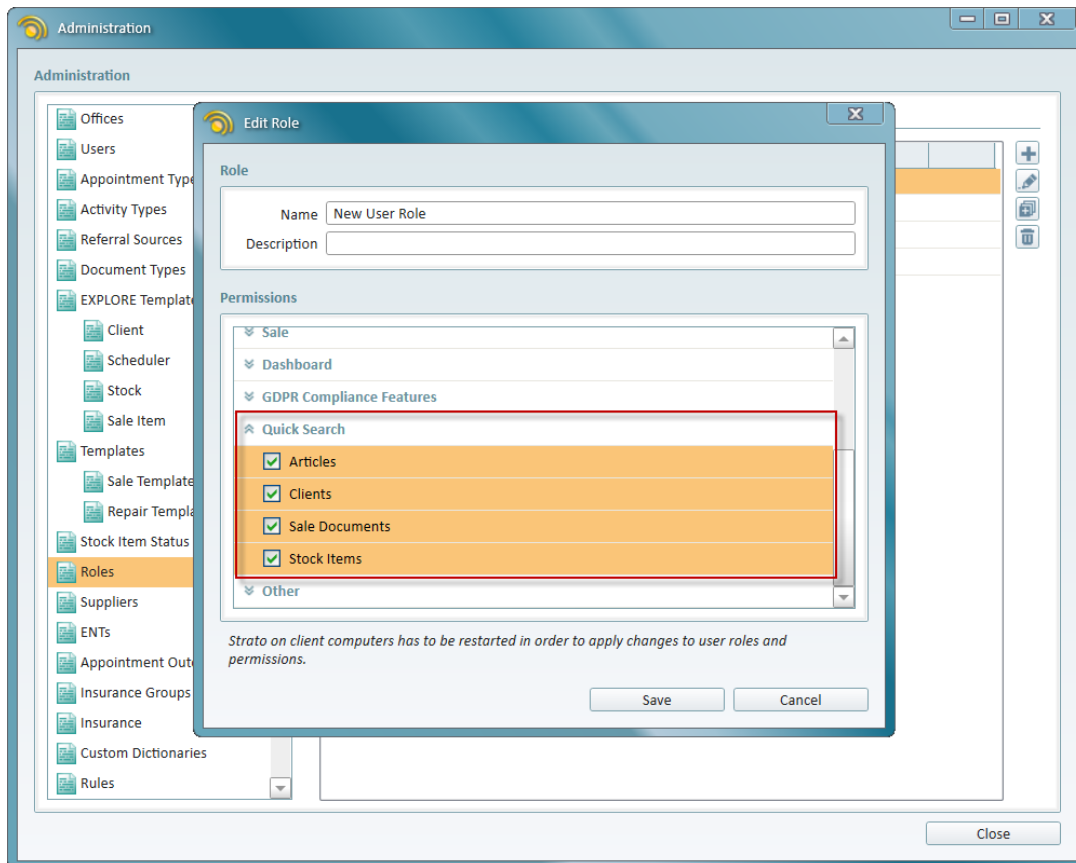 Administration
Administration
Offices
Users
Appointment Type
Activity Types
Referral Sources
Document Types
EXPLORE Templat
Client
Scheduler
Stock
Sale Item
Templates
Sale Template
Repair Templa
Stock Item Status
Roles
Suppliers
ENTs
Appointment Out
Insurance Groups
Insurance
Custom Dictionaries
Rules
Edit Role
Role
Name New User Role
Description
Permissions
Sale
Dashboard
GDPR Compliance Features
Quick Search
Articles
Clients
Sale Documents
Stock Items
Other
Strato on client computers has to be restarted in order to apply changes to user roles and
permissions.
Save Cancel
Close